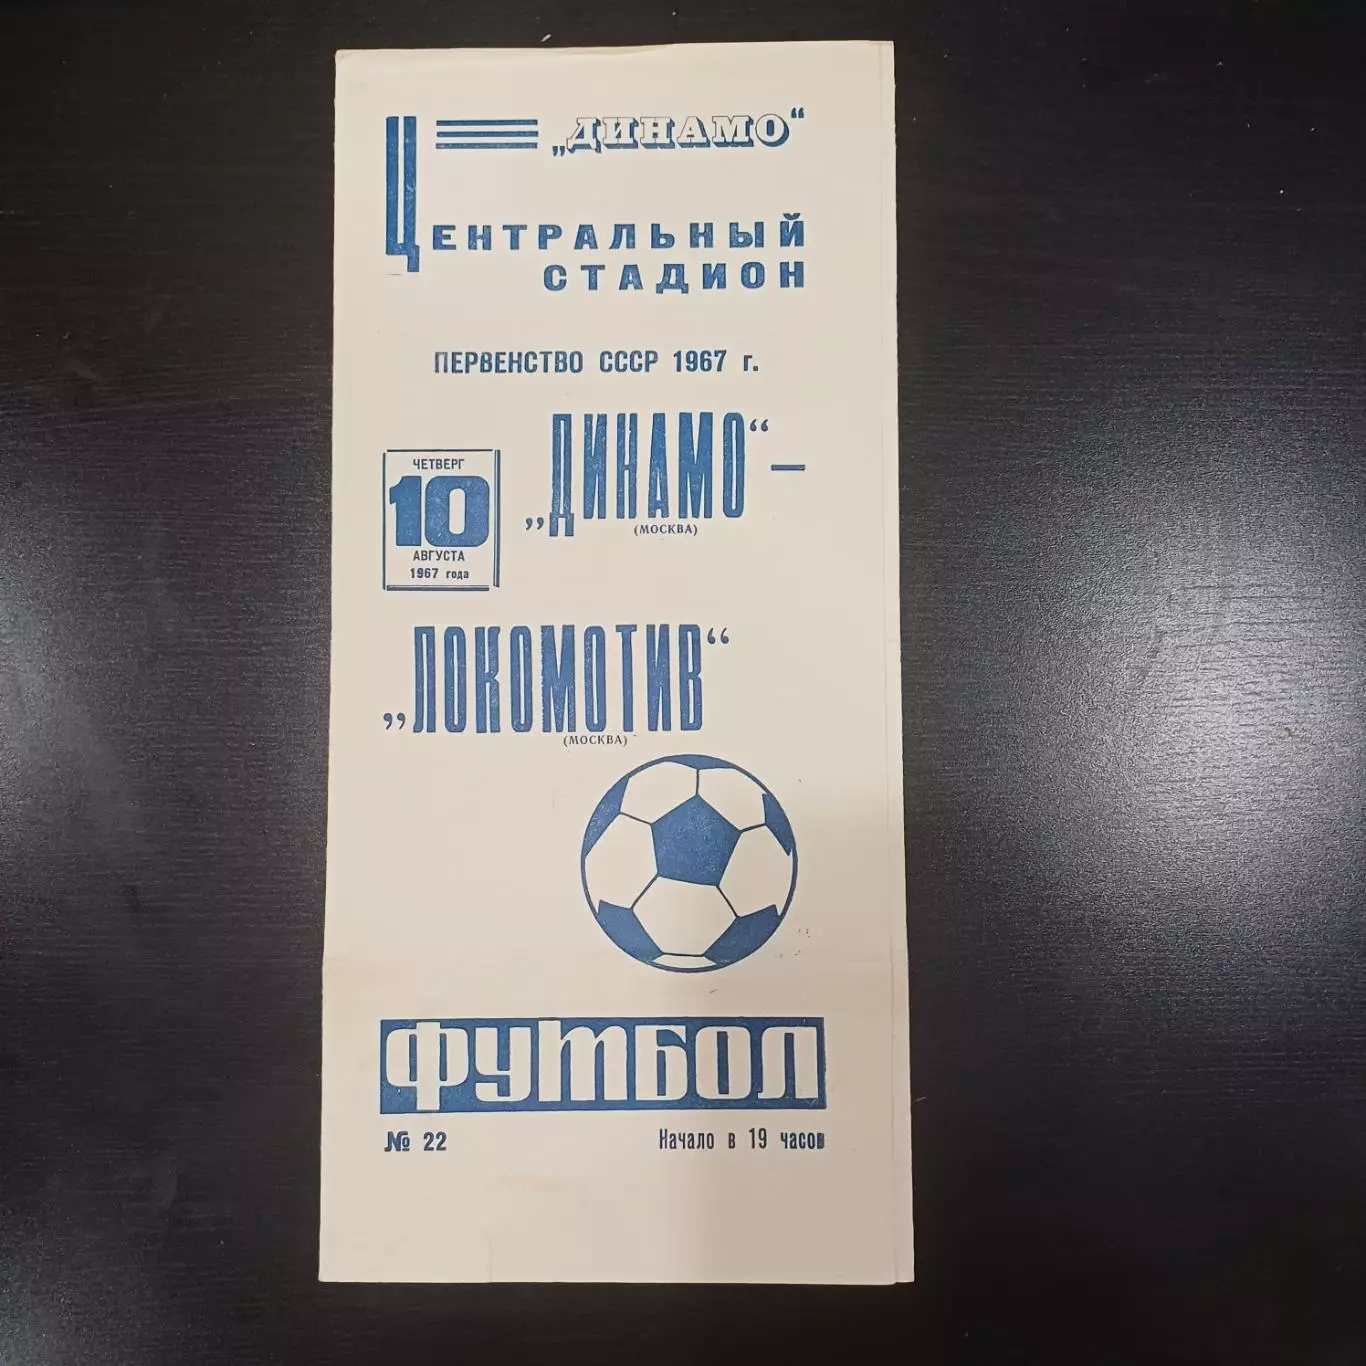 „ДИНАМО“
ЦЕНТРАЛЬНЫЙ
СТАДИОН
ПЕРВЕНСТВО СССР 1967 г.
ЧЕТВЕРГ
10
АВГУСТА
1967 года
„ДИНАМО“ —
(МОСКВА)
„ЛОКОМОТИВ“
(МОСКВА)
ФУТБОЛ
№ 22
Начало в 19 часов